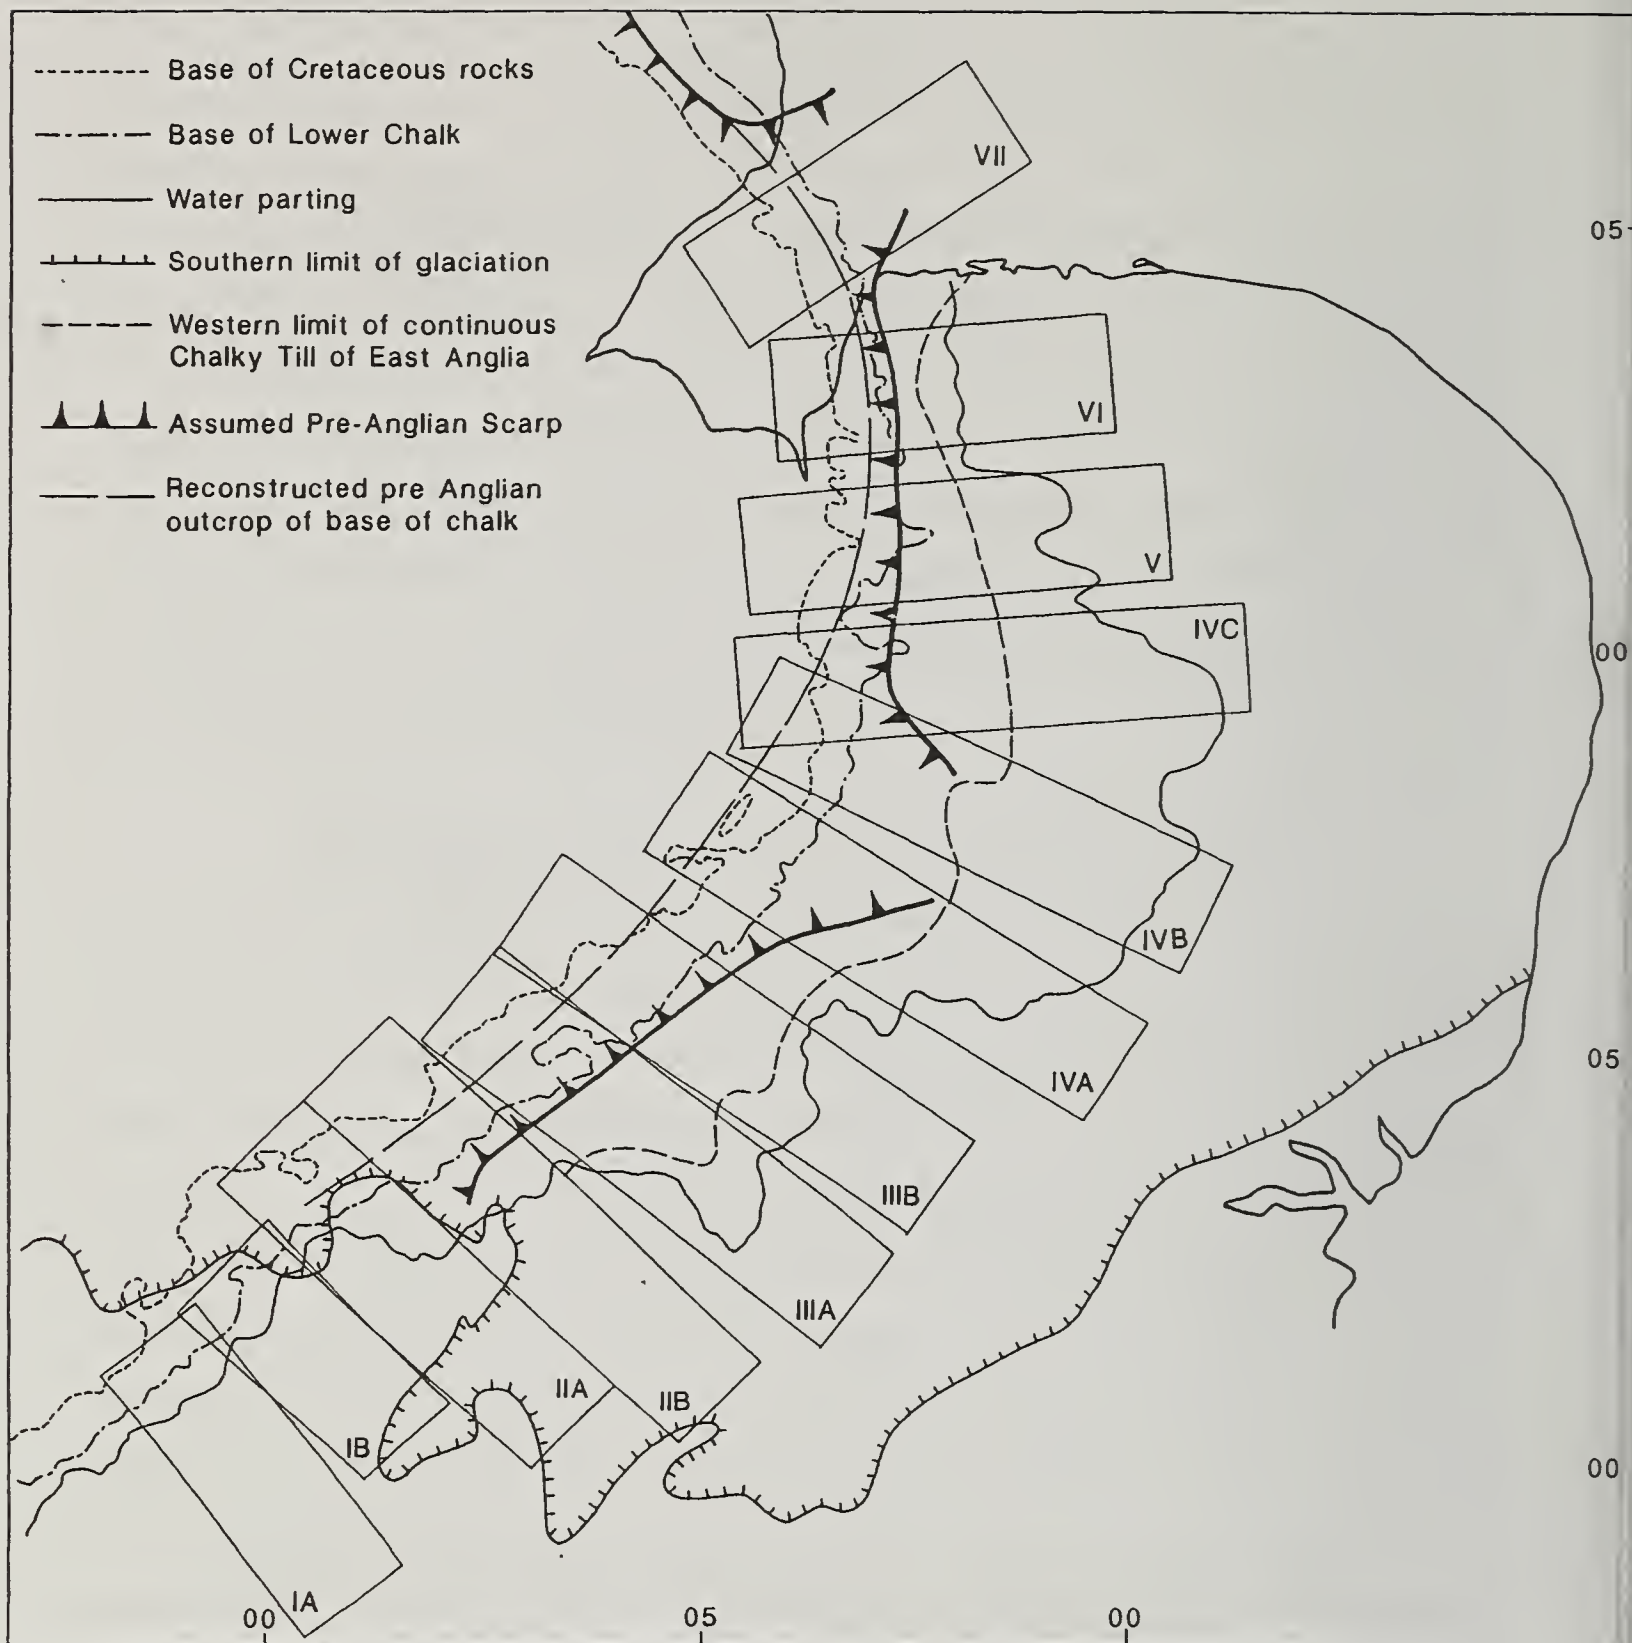 Base of Cretaceous rocks
Base of Lower Chalk
Water parting
Southern limit of glaciation
Western limit of continuous
Chalky Till of East Anglia
Assumed Pre-Anglian Scarp
Reconstructed pre Anglian
outcrop of base of chalk
VII
05
VI
V
IVC
00
IVB
05
IVA
IIIB
IIIA
IIA
IIB
IB
00
IA
00
05
00